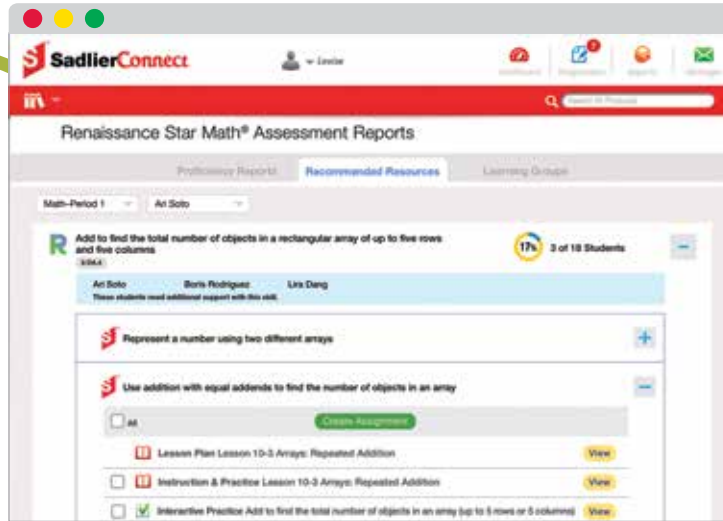 SadlierConnect
Louise
Renaissance Star Math® Assessment Reports
Proficiency Reports
Recommended Resources
Learning Groups
Math–Period 1
Ari Soto
Add to find the total number of objects in a rectangular array of up to five rows
and five columns
17%
3 of 18 Students
Ari Soto
Boris Rodriguez
Lira Dang
These students need additional support with this skill.
Represent a number using two different arrays
Use addition with equal addends to find the number of objects in an array
All
Create Assignment
Lesson Plan Lesson 10-3 Arrays: Repeated Addition
View
Instruction & Practice Lesson 10-3 Arrays: Repeated Addition
View
Interactive Practice Add to find the total number of objects in an array (up to 5 rows or 5 columns)
View